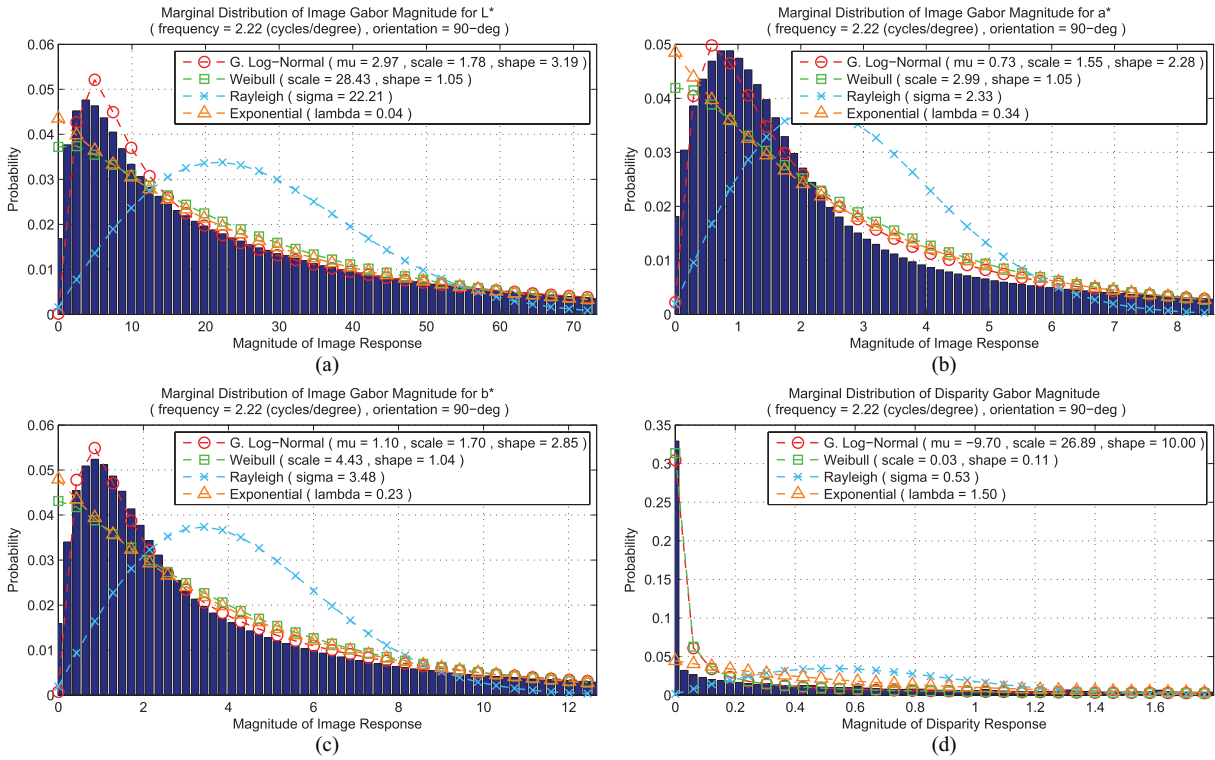 Marginal Distribution of Image Gabor Magnitude for L*
( frequency = 2.22 (cycles/degree) , orientation = 90−deg )
0.06
0.05
0.04
0.03
0.02
0.01
0
Probability
G. Log−Normal ( mu = 2.97 , scale = 1.78 , shape = 3.19 )
Weibull ( scale = 28.43 , shape = 1.05 )
Rayleigh ( sigma = 22.21 )
Exponential ( lambda = 0.04 )
0 10 20 30 40 50 60 70
Magnitude of Image Response
(a)
Marginal Distribution of Image Gabor Magnitude for a*
( frequency = 2.22 (cycles/degree) , orientation = 90−deg )
0.05
0.04
0.03
0.02
0.01
0
Probability
G. Log−Normal ( mu = 0.73 , scale = 1.55 , shape = 2.28 )
Weibull ( scale = 2.99 , shape = 1.05 )
Rayleigh ( sigma = 2.33 )
Exponential ( lambda = 0.34 )
0 1 2 3 4 5 6 7 8
Magnitude of Image Response
(b)
Marginal Distribution of Image Gabor Magnitude for b*
( frequency = 2.22 (cycles/degree) , orientation = 90−deg )
0.06
0.05
0.04
0.03
0.02
0.01
0
Probability
G. Log−Normal ( mu = 1.10 , scale = 1.70 , shape = 2.85 )
Weibull ( scale = 4.43 , shape = 1.04 )
Rayleigh ( sigma = 3.48 )
Exponential ( lambda = 0.23 )
0 2 4 6 8 10 12
Magnitude of Image Response
(c)
Marginal Distribution of Disparity Gabor Magnitude
( frequency = 2.22 (cycles/degree) , orientation = 90−deg )
0.35
0.3
0.25
0.2
0.15
0.1
0.05
0
Probability
G. Log−Normal ( mu = −9.70 , scale = 26.89 , shape = 10.00 )
Weibull ( scale = 0.03 , shape = 0.11 )
Rayleigh ( sigma = 0.53 )
Exponential ( lambda = 1.50 )
0 0.2 0.4 0.6 0.8 1.0 1.2 1.4 1.6
Magnitude of Disparity Response
(d)